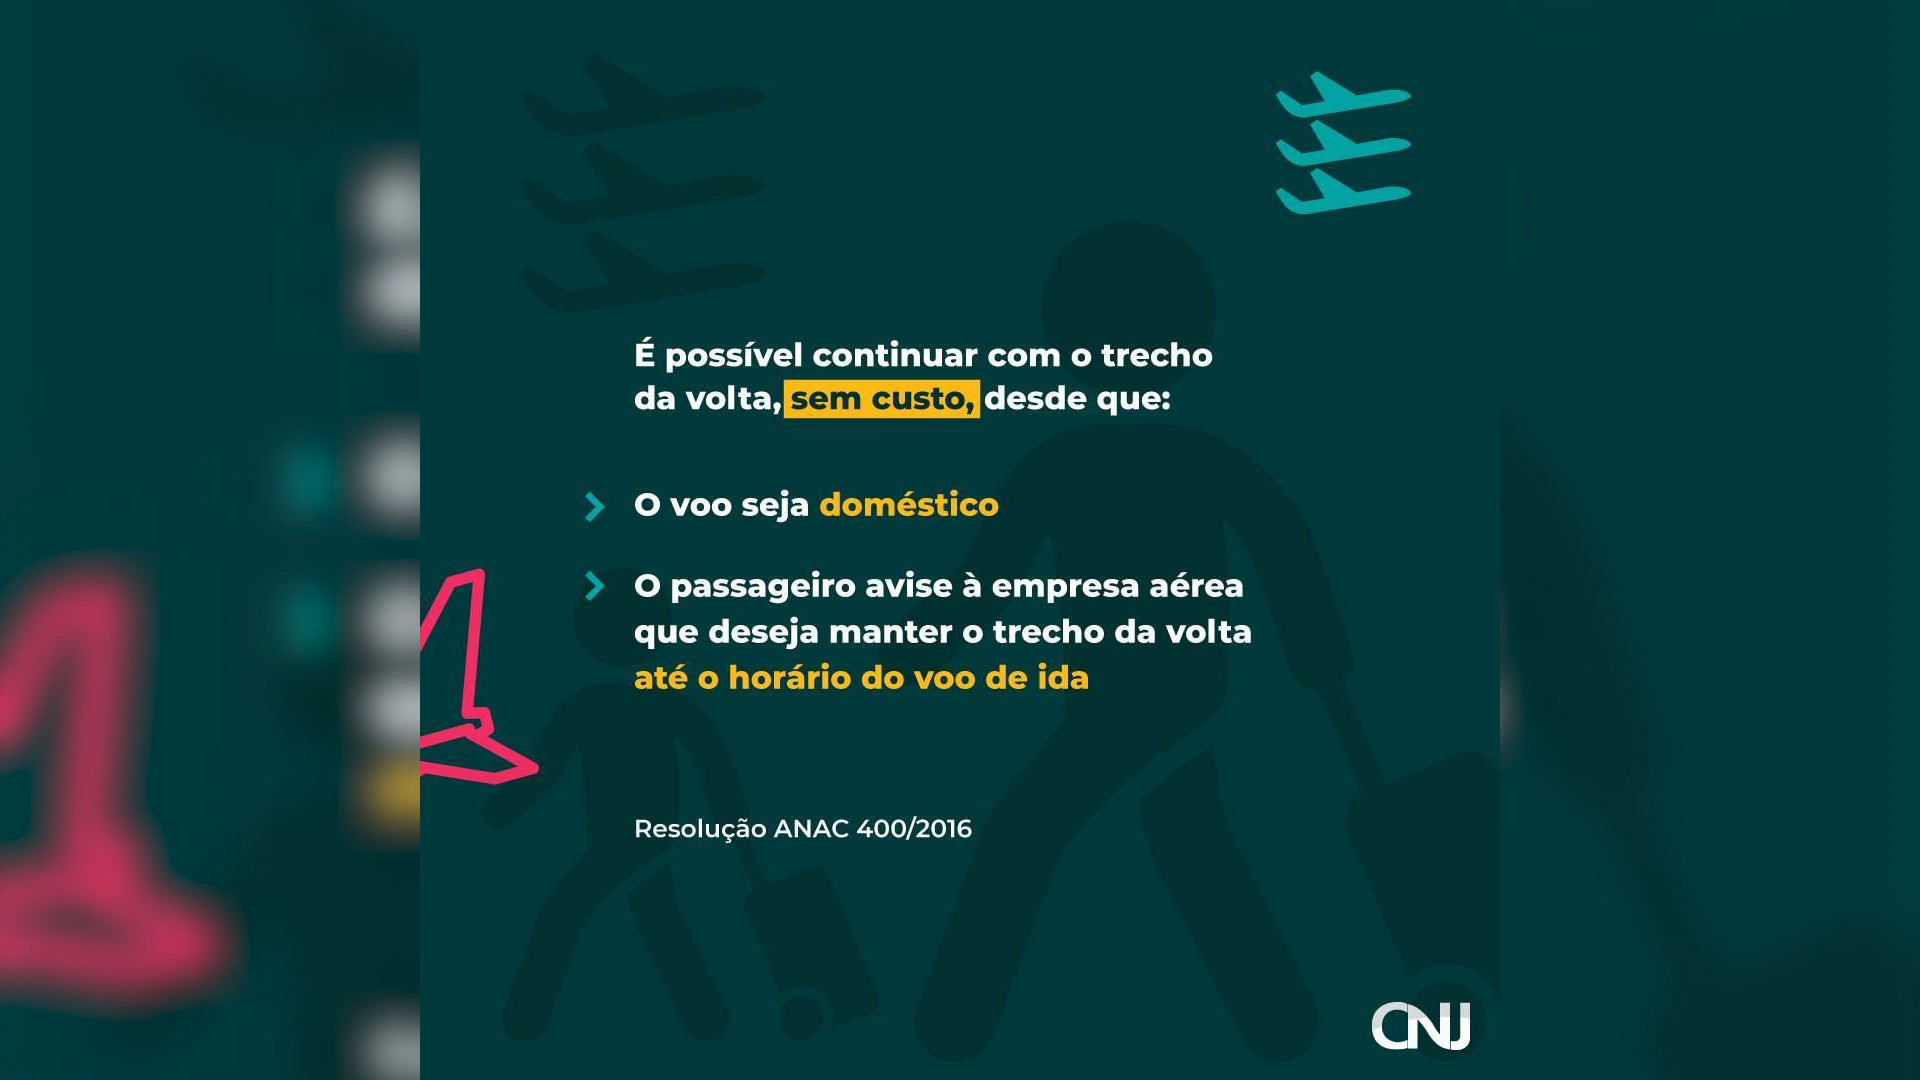 É possível continuar com o trecho
da volta, sem custo, desde que:
O voo seja doméstico
O passageiro avise à empresa aérea
que deseja manter o trecho da volta
até o horário do voo de ida
Resolução ANAC 400/2016
CNJ